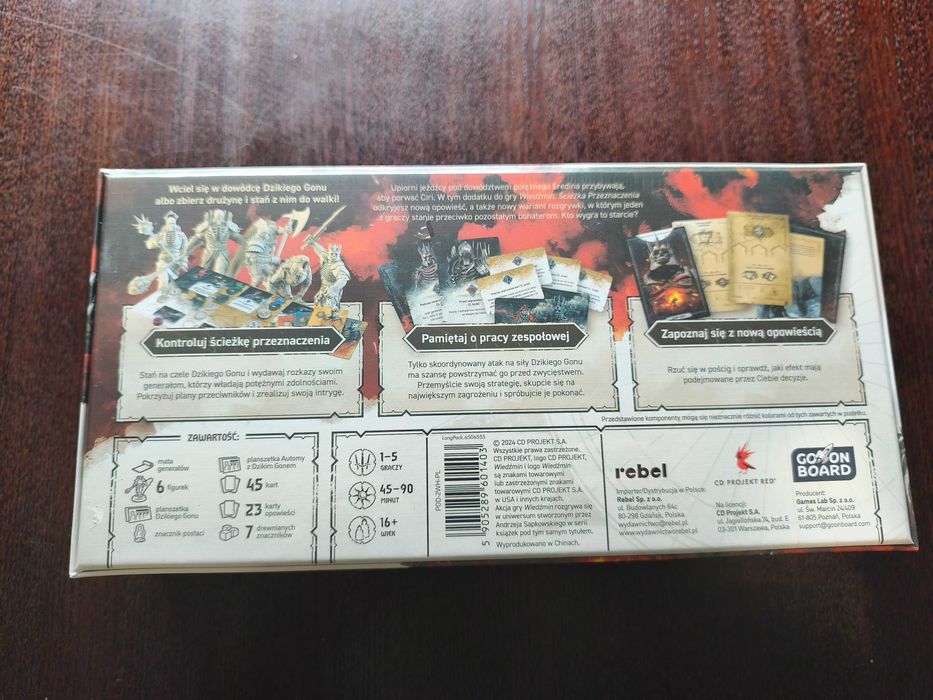 Wciel się w dowódcę Dzikiego Gonu
albo zbierz drużynę i stań z nim do walki!
Upiorni jeźdźcy pod dowództwem potężnego Eredina przybywają,
aby porwać Ciri. W tym dodatku do gry Wiedźmin: Ścieżka Przeznaczenia
odkryjesz nową opowieść, a także nowy wariant rozgrywki, w którym jeden
z graczy stanie przeciwko pozostałym bohaterom. Kto wygra to starcie?
Kontroluj ścieżkę przeznaczenia
Stań na czele Dzikiego Gonu i wydawaj rozkazy swoim
generałom, którzy władają potężnymi zdolnościami.
Pokrzyżuj plany przeciwników i zrealizuj swoją intrygę.
Pamiętaj o pracy zespołowej
Tylko skoordynowany atak na siły Dzikiego Gonu
ma szansę powstrzymać go przed zwycięstwem.
Przemyślcie swoją strategię, skupcie się na
największym zagrożeniu i spróbujcie je pokonać.
Zapoznaj się z nową opowieścią
Rzuć się w pościg i sprawdź, jaki efekt mają
podejmowane przez Ciebie decyzje.
Przedstawione komponenty mogą się nieznacznie różnić kolorami od tych zawartych w pudełku.
ZAWARTOŚĆ:
mata
generałów
6 figurek
planszetka
Dzikiego Gonu
znacznik postaci
planszetka Automy
z Dzikim Gonem
45 kart
23 karty
opowieści
7 drewnianych
znaczników
1–5
GRACZY
45–90
MINUT
16+
WIEK
LongPack.6506555
POD-2WH-PL
5 905289 601403
© 2024 CD PROJEKT S.A.
Wszystkie prawa zastrzeżone.
CD PROJEKT, logo CD PROJEKT,
Wiedźmin i logo Wiedźmin
są znakami towarowymi
lub zastrzeżonymi znakami
towarowymi CD PROJEKT S.A.
w USA i innych krajach.
Akcja gry Wiedźmin rozgrywa się
w uniwersum stworzonym przez
Andrzeja Sapkowskiego w serii
książek pod tym samym tytułem.
Wyprodukowano w Chinach.
rebel
Importer/Dystrybucja w Polsce:
Rebel Sp. z o.o.
ul. Budowlanych 64c
80-298 Gdańsk, Polska
wydawnictwo@rebel.pl
www.wydawnictworebel.pl
CD PROJEKT RED®
Na licencji:
CD Projekt S.A.
ul. Jagiellońska 74, bud. E
03-301 Warszawa, Polska
GO ON
BOARD
Producent:
Games Lab Sp. z o.o.
ul. Św. Marcin 24/409
61-805 Poznań, Polska
support@goonboard.com